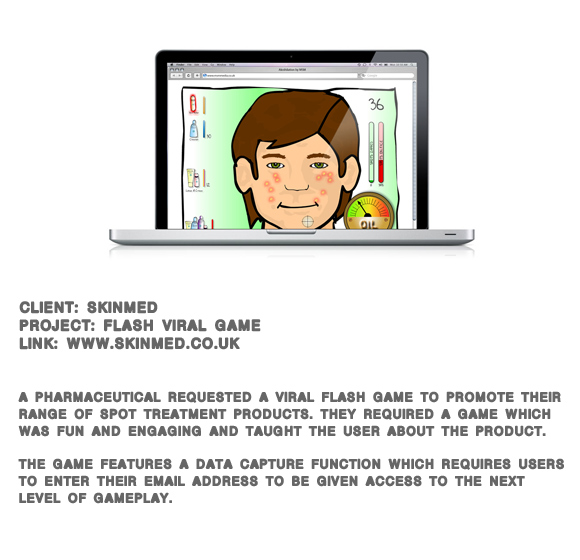 36
OIL
CLIENT: SKINMED
PROJECT: FLASH VIRAL GAME
LINK: WWW.SKINMED.CO.UK
A PHARMACEUTICAL REQUESTED A VIRAL FLASH GAME TO PROMOTE THEIR
RANGE OF SPOT TREATMENT PRODUCTS. THEY REQUIRED A GAME WHICH
WAS FUN AND ENGAGING AND TAUGHT THE USER ABOUT THE PRODUCT.
THE GAME FEATURES A DATA CAPTURE FUNCTION WHICH REQUIRES USERS
TO ENTER THEIR EMAIL ADDRESS TO BE GIVEN ACCESS TO THE NEXT
LEVEL OF GAMEPLAY.